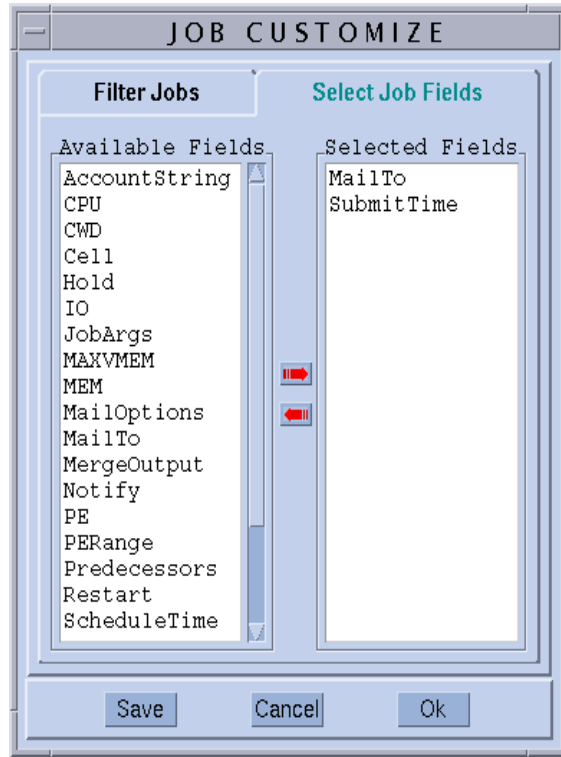 JOB CUSTOMIZE
Filter Jobs
Select Job Fields
Available Fields
AccountString
CPU
CWD
Cell
Hold
IO
JobArgs
MAXVMEM
MEM
MailOptions
MailTo
MergeOutput
Notify
PE
PERange
Predecessors
Restart
ScheduleTime
Selected Fields
MailTo
SubmitTime
Save
Cancel
Ok